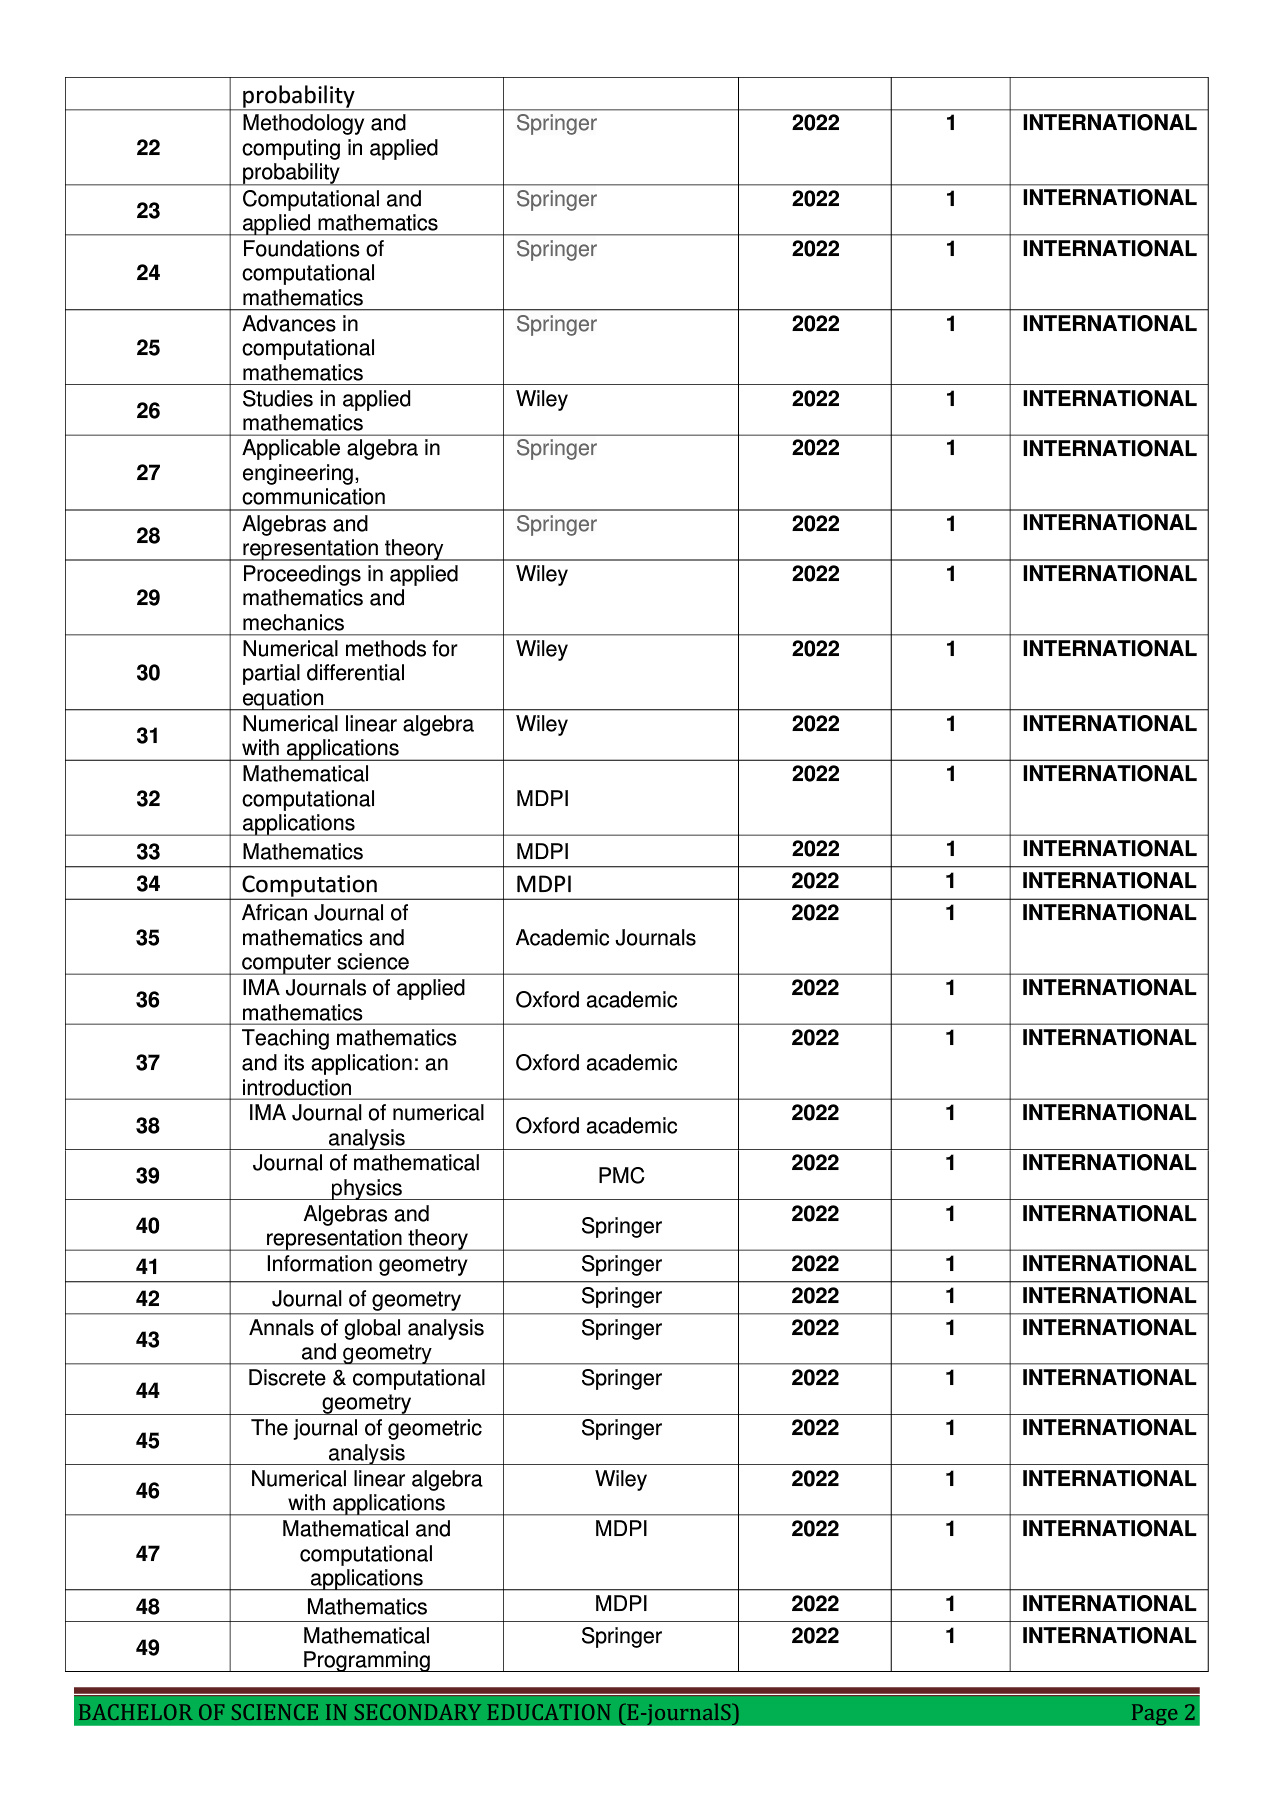 probability
22 Methodology and Springer 2022 1 INTERNATIONAL
computing in applied
probability
23 Computational and Springer 2022 1 INTERNATIONAL
applied mathematics
24 Foundations of Springer 2022 1 INTERNATIONAL
computational
mathematics
25 Advances in Springer 2022 1 INTERNATIONAL
computational
mathematics
26 Studies in applied Wiley 2022 1 INTERNATIONAL
mathematics
27 Applicable algebra in Springer 2022 1 INTERNATIONAL
engineering,
communication
28 Algebras and Springer 2022 1 INTERNATIONAL
representation theory
29 Proceedings in applied Wiley 2022 1 INTERNATIONAL
mathematics and
mechanics
30 Numerical methods for Wiley 2022 1 INTERNATIONAL
partial differential
equation
31 Numerical linear algebra Wiley 2022 1 INTERNATIONAL
with applications
32 Mathematical MDPI 2022 1 INTERNATIONAL
computational
applications
33 Mathematics MDPI 2022 1 INTERNATIONAL
34 Computation MDPI 2022 1 INTERNATIONAL
35 African Journal of Academic Journals 2022 1 INTERNATIONAL
mathematics and
computer science
36 IMA Journals of applied Oxford academic 2022 1 INTERNATIONAL
mathematics
37 Teaching mathematics Oxford academic 2022 1 INTERNATIONAL
and its application: an
introduction
38 IMA Journal of numerical Oxford academic 2022 1 INTERNATIONAL
analysis
39 Journal of mathematical PMC 2022 1 INTERNATIONAL
physics
40 Algebras and Springer 2022 1 INTERNATIONAL
representation theory
41 Information geometry Springer 2022 1 INTERNATIONAL
42 Journal of geometry Springer 2022 1 INTERNATIONAL
43 Annals of global analysis Springer 2022 1 INTERNATIONAL
and geometry
44 Discrete & computational Springer 2022 1 INTERNATIONAL
geometry
45 The journal of geometric Springer 2022 1 INTERNATIONAL
analysis
46 Numerical linear algebra Wiley 2022 1 INTERNATIONAL
with applications
47 Mathematical and MDPI 2022 1 INTERNATIONAL
computational
applications
48 Mathematics MDPI 2022 1 INTERNATIONAL
49 Mathematical Springer 2022 1 INTERNATIONAL
Programming
BACHELOR OF SCIENCE IN SECONDARY EDUCATION (E-journalS) Page 2